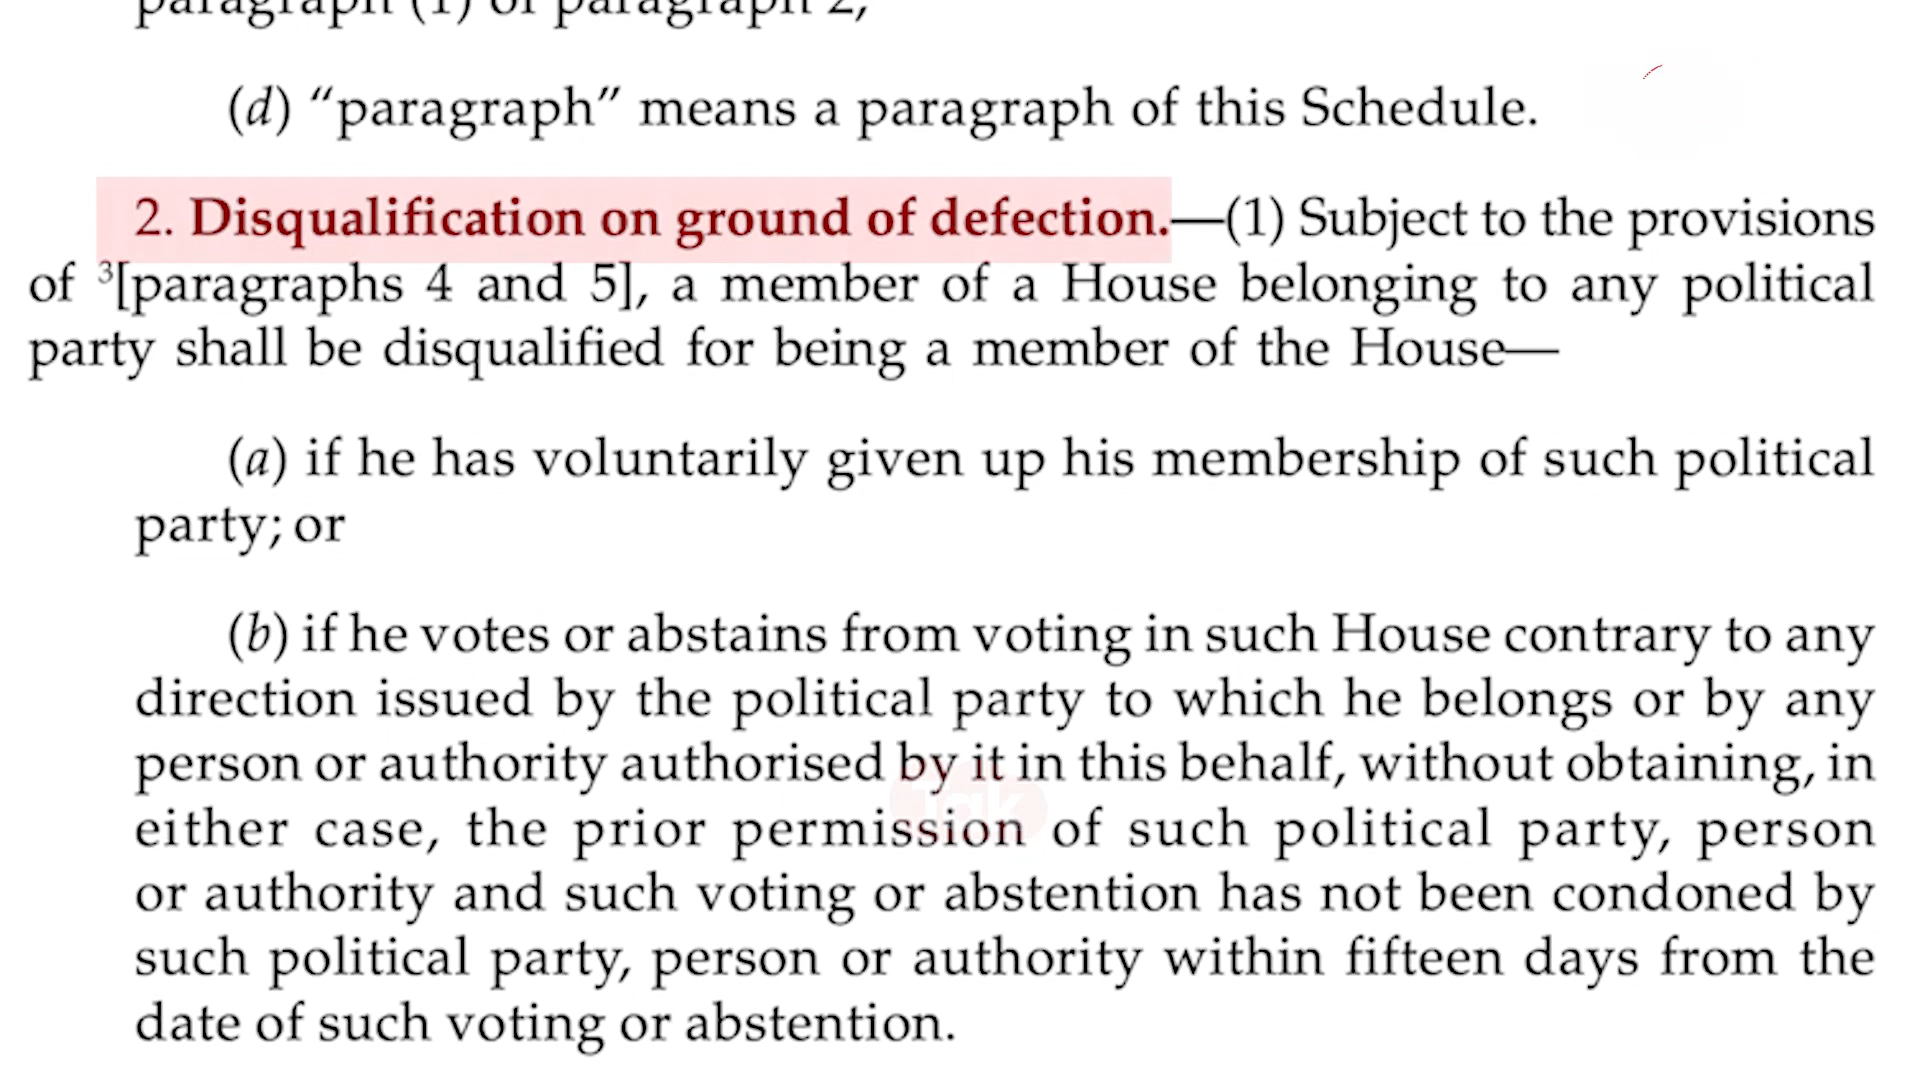 paragraph (1) of paragraph 2;
(d) “paragraph” means a paragraph of this Schedule.
2. Disqualification on ground of defection.—(1) Subject to the provisions
of ³[paragraphs 4 and 5], a member of a House belonging to any political
party shall be disqualified for being a member of the House—
(a) if he has voluntarily given up his membership of such political
party; or
(b) if he votes or abstains from voting in such House contrary to any
direction issued by the political party to which he belongs or by any
person or authority authorised by it in this behalf, without obtaining, in
either case, the prior permission of such political party, person
or authority and such voting or abstention has not been condoned by
such political party, person or authority within fifteen days from the
date of such voting or abstention.
Tak